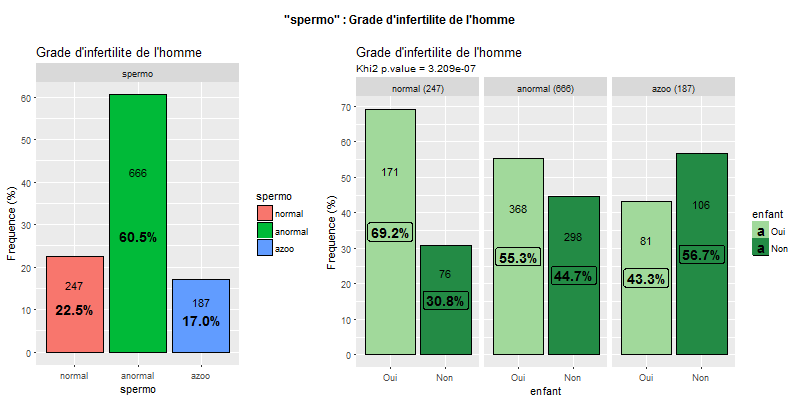 "spermo" : Grade d'infertilite de l'homme
Grade d'infertilite de l'homme
spermo
Frequence (%)
60
50
40
30
20
10
0
247
22.5%
666
60.5%
187
17.0%
normal
anormal
azoo
spermo
spermo
normal
anormal
azoo
Grade d'infertilite de l'homme
Khi2 p.value = 3.209e-07
normal (247)
anormal (666)
azoo (187)
Frequence (%)
70
60
50
40
30
20
10
0
171
69.2%
76
30.8%
368
55.3%
298
44.7%
81
43.3%
106
56.7%
Oui
Non
Oui
Non
Oui
Non
enfant
enfant
a Oui
a Non